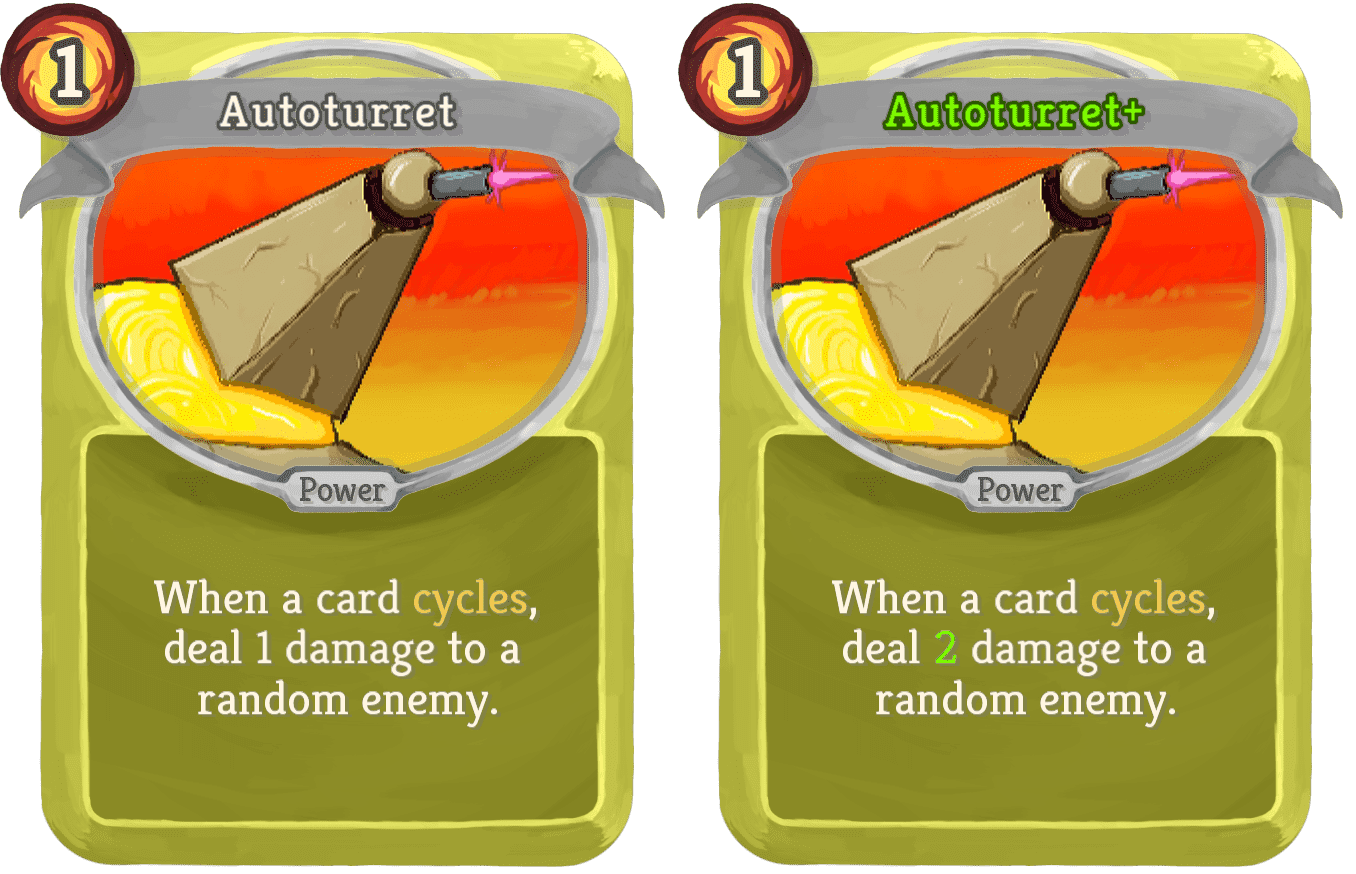 1
Autoturret
Power
When a card cycles,
deal 1 damage to a
random enemy.
1
Autoturret+
Power
When a card cycles,
deal 2 damage to a
random enemy.